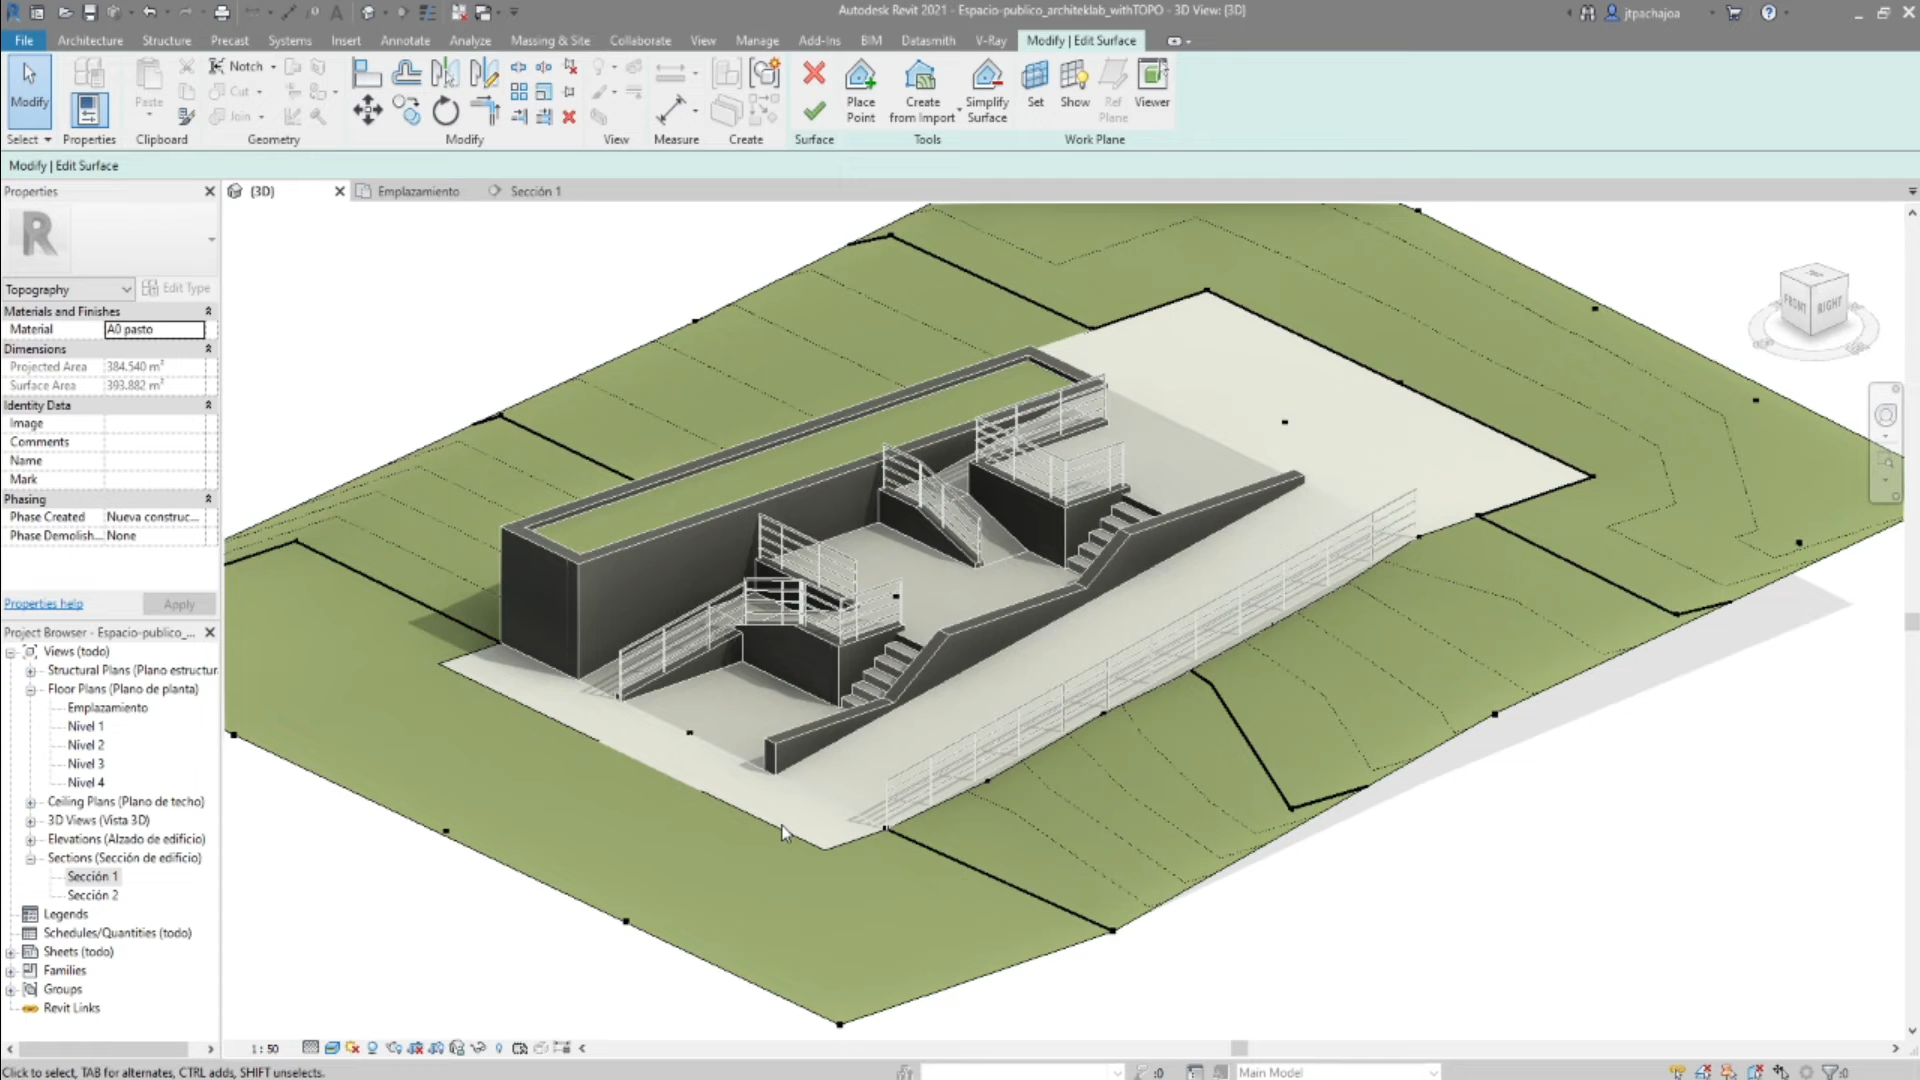 Autodesk Revit 2021 - Espacio-publico_architeklab_withTOPO - 3D View: {3D}
jtpachajoa
File
Architecture
Structure
Precast
Systems
Insert
Annotate
Analyze
Massing & Site
Collaborate
View
Manage
Add-Ins
BIM
Datasmith
V-Ray
Modify | Edit Surface
Modify
Notch
Cut
Join
Paste
Place Point
Create from Import
Simplify Surface
Set
Show
Ref Plane
Viewer
Select
Properties
Clipboard
Geometry
Modify
View
Measure
Create
Surface
Tools
Work Plane
Modify | Edit Surface
Properties
{3D}
Emplazamiento
Sección 1
R
Topography
Edit Type
Materials and Finishes
Material A0 pasto
Dimensions
Projected Area 384.540 m²
Surface Area 393.882 m²
Identity Data
Image
Comments
Name
Mark
Phasing
Phase Created Nueva construc...
Phase Demolish... None
Properties help
Apply
Project Browser - Espacio-publico_...
Views (todo)
Structural Plans (Plano estructur
Floor Plans (Plano de planta)
Emplazamiento
Nivel 1
Nivel 2
Nivel 3
Nivel 4
Ceiling Plans (Plano de techo)
3D Views (Vista 3D)
Elevations (Alzado de edificio)
Sections (Sección de edificio)
Sección 1
Sección 2
Legends
Schedules/Quantities (todo)
Sheets (todo)
Families
Groups
Revit Links
TOP
FRONT
RIGHT
1 : 50
Click to select, TAB for alternates, CTRL adds, SHIFT unselects.
:0
Main Model
:0